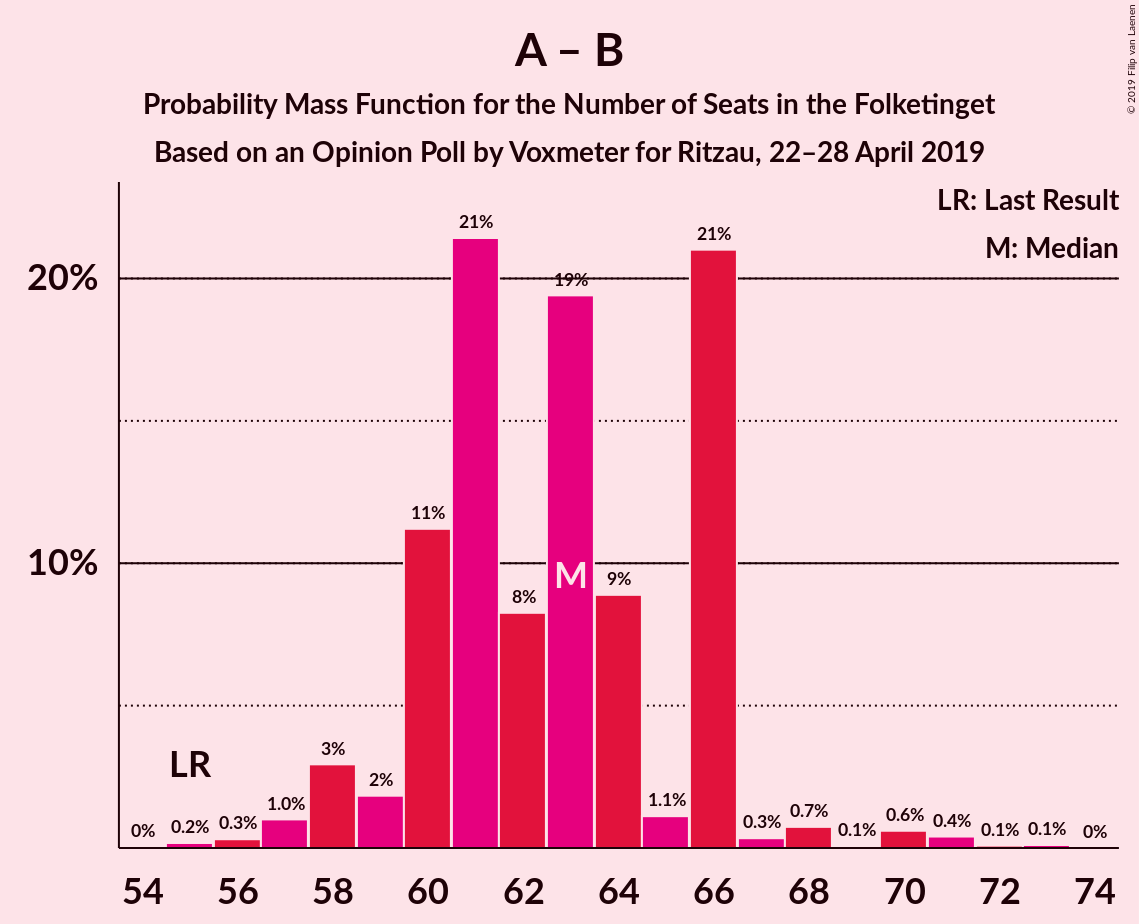 A – B
Probability Mass Function for the Number of Seats in the Folketinget
Based on an Opinion Poll by Voxmeter for Ritzau, 22–28 April 2019
© 2019 Filip van Laenen
LR: Last Result
M: Median
20%
10%
LR
M
0%
0.2%
0.3%
1.0%
3%
2%
11%
21%
8%
19%
9%
1.1%
21%
0.3%
0.7%
0.1%
0.6%
0.4%
0.1%
0.1%
0%
54 56 58 60 62 64 66 68 70 72 74